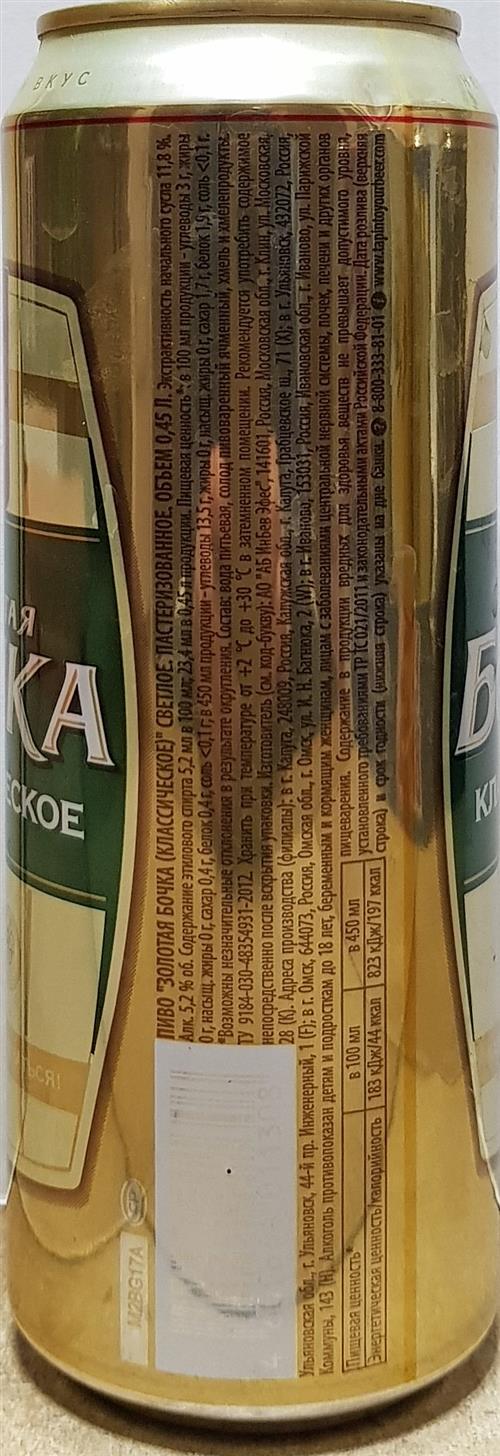 ВКУС
АЯ
КА
ЕСКОЕ
ЬСЯ!
Б
КЛ
ПИВО "ЗОЛОТАЯ БОЧКА (КЛАССИЧЕСКОЕ)" СВЕТЛОЕ, ПАСТЕРИЗОВАННОЕ, ОБЪЕМ 0,45 Л. Экстрактивность начального сусла 11,8 %.
Алк. 5,2 % об. Содержание этилового спирта 5,2 мл в 100 мл; 23,4 мл в 0,45 л продукции. Пищевая ценность*: в 100 мл продукции - углеводы 3 г, жиры
0 г, насыщ. жиры 0 г, сахар 0,4 г, белок 0,4 г, соль <0,1 г; в 450 мл продукции - углеводы 13,5 г, жиры 0 г, насыщ. жиры 0 г, сахар 1,7 г, белок 1,9 г, соль <0,1 г.
*Возможны незначительные отклонения в результате округления. Состав: вода питьевая, солод пивоваренный ячменный, хмель и хмелепродукты.
ТУ 9184-030-48354931-2012. Хранить при температуре от +2 °С до +30 °С в затемненном помещении. Рекомендуется употребить содержимое
непосредственно после вскрытия упаковки. Изготовитель (см. код-букву): АО "АБ ИнБев Эфес", 141601, Россия, Московская обл., г. Клин, ул. Московская,
28 (К). Адреса производства (филиалы): в г. Калуга, 248009, Россия, Калужская обл., г. Калуга, Грабцевское ш., 71 (Х); в г. Ульяновск, 432072, Россия,
Ульяновская обл., г. Ульяновск, 44-й пр. Инженерный, 1 (F); в г. Омск, 644073, Россия, Омская обл., г. Омск, ул. И. Н. Багнюка, 2 (W); в г. Иваново, 153031, Россия, Ивановская обл., г. Иваново, ул. Парижской
Коммуны, 143 (Н). Алкоголь противопоказан детям и подросткам до 18 лет, беременным и кормящим женщинам, лицам с заболеваниями центральной нервной системы, почек, печени и других органов
пищеварения. Содержание в продукции вредных для здоровья веществ не превышает допустимого уровня,
установленного требованиями ТР ТС 021/2011 и законодательными актами Российской Федерации. Дата розлива (верхняя
строка) и срок годности (нижняя строка) указаны на дне банки. 8-800-333-81-01 www.tapintoyourbeer.com
Пищевая ценность* в 100 мл в 450 мл
Энергетическая ценность/калорийность 183 кДж/44 ккал 823 кДж/197 ккал
M2BG17A